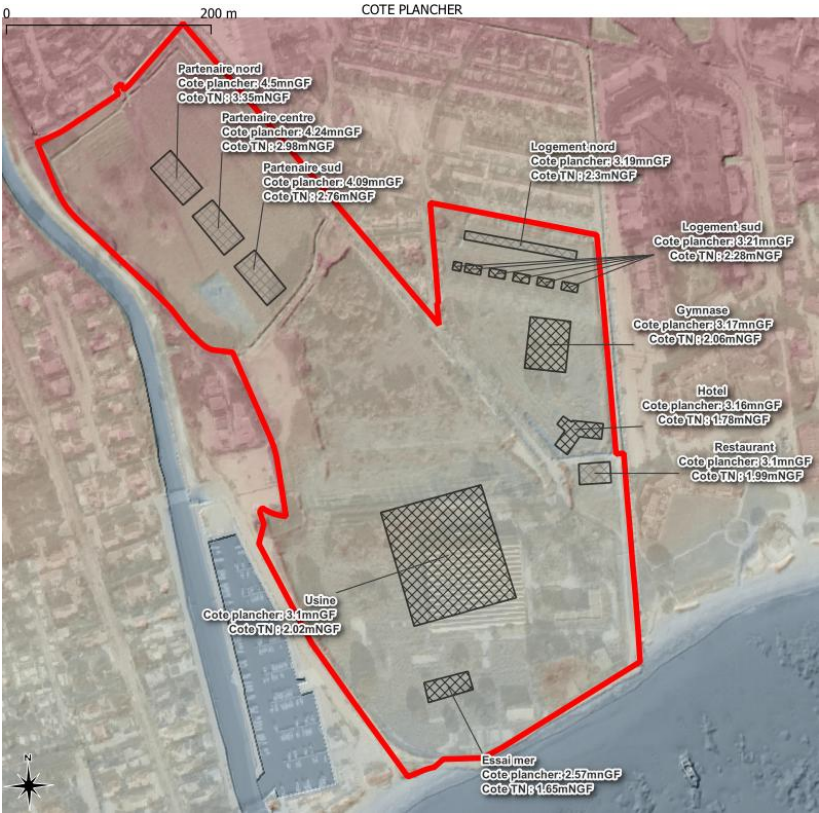 COTE PLANCHER
0 200 m
Partenaire nord
Cote plancher: 4.5mnGF
Cote TN : 3.35mNGF
Partenaire centre
Cote plancher: 4.24mnGF
Cote TN : 2.98mNGF
Partenaire sud
Cote plancher: 4.09mnGF
Cote TN : 2.76mNGF
Logement nord
Cote plancher: 3.19mnGF
Cote TN : 2.3mNGF
Logement sud
Cote plancher: 3.21mnGF
Cote TN : 2.28mNGF
Gymnase
Cote plancher: 3.17mnGF
Cote TN : 2.06mNGF
Hotel
Cote plancher: 3.16mnGF
Cote TN : 1.78mNGF
Restaurant
Cote plancher: 3.1mnGF
Cote TN : 1.99mNGF
Usine
Cote plancher: 3.1mnGF
Cote TN : 2.02mNGF
Essai mer
Cote plancher: 2.57mnGF
Cote TN : 1.65mNGF
N